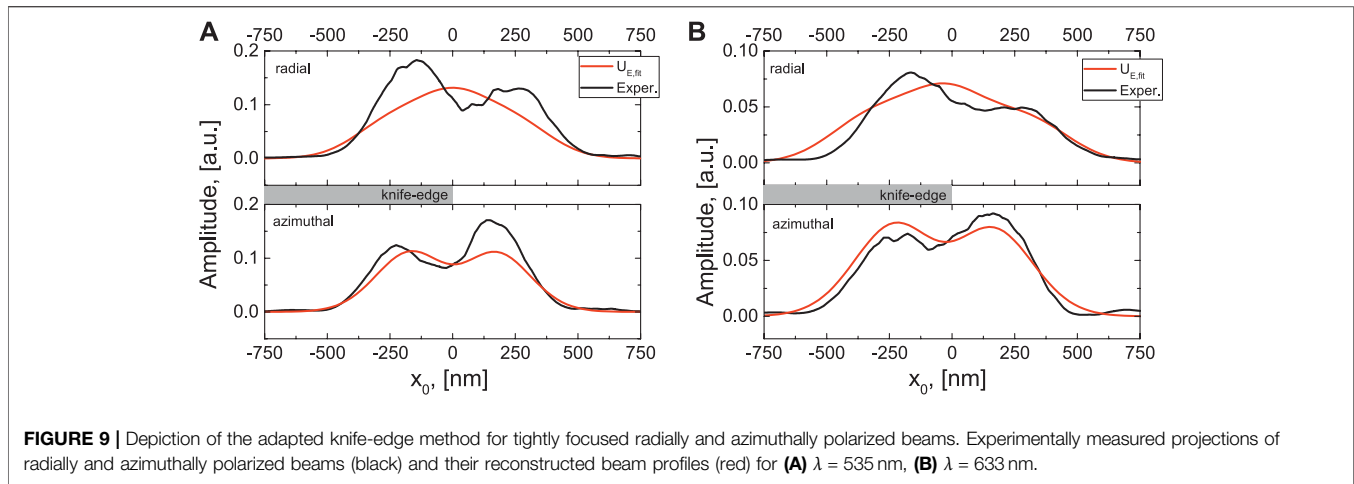 A
-750 -500 -250 0 250 500 750
0.2
0.1
0.0
radial
U_E,fit
Exper.
knife-edge
0.2
0.1
0.0
azimuthal
Amplitude, [a.u.]
-750 -500 -250 0 250 500 750
x_0, [nm]
B
-750 -500 -250 0 250 500 750
0.10
0.05
0.00
radial
U_E,fit
Exper.
knife-edge
0.10
0.05
0.00
azimuthal
Amplitude, [a.u.]
-750 -500 -250 0 250 500 750
x_0, [nm]
FIGURE 9 | Depiction of the adapted knife-edge method for tightly focused radially and azimuthally polarized beams. Experimentally measured projections of
radially and azimuthally polarized beams (black) and their reconstructed beam profiles (red) for (A) λ = 535 nm, (B) λ = 633 nm.